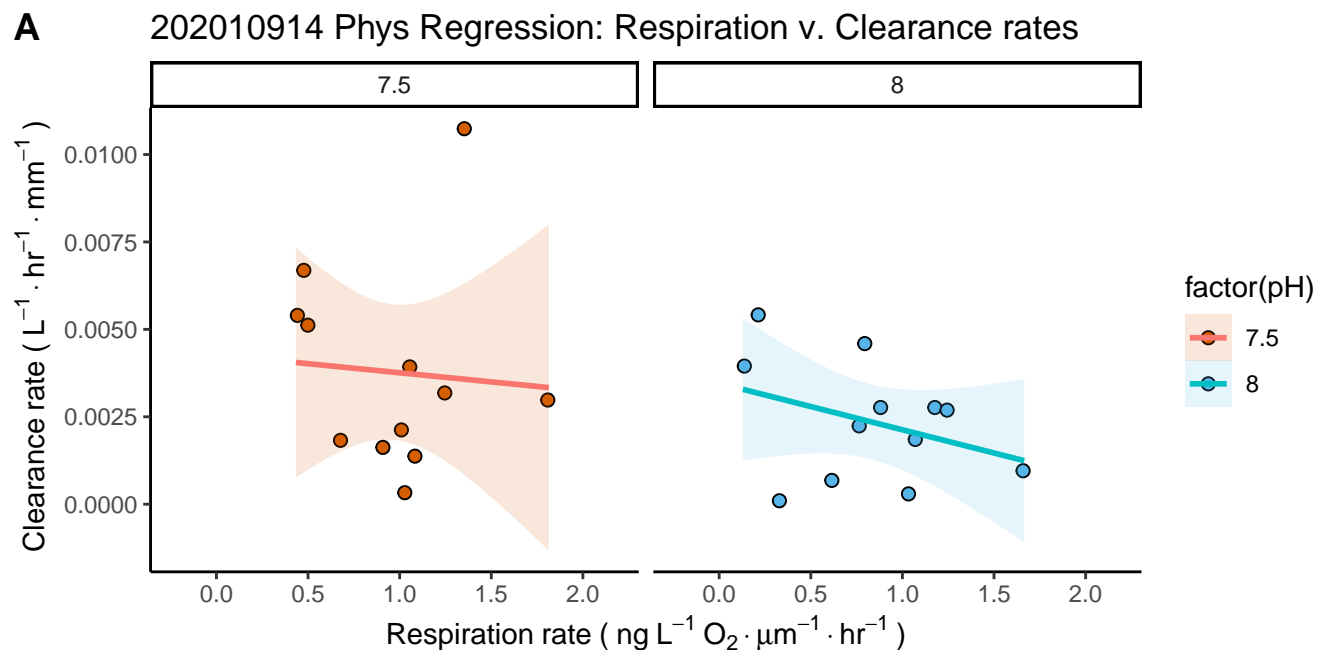 A 202010914 Phys Regression: Respiration v. Clearance rates
7.5 8
Clearance rate ( L⁻¹ · hr⁻¹ · mm⁻¹ )
0.0100
0.0075
0.0050
0.0025
0.0000
0.0 0.5 1.0 1.5 2.0 0.0 0.5 1.0 1.5 2.0
Respiration rate ( ng L⁻¹ O₂ · μm⁻¹ · hr⁻¹ )
factor(pH)
7.5
8